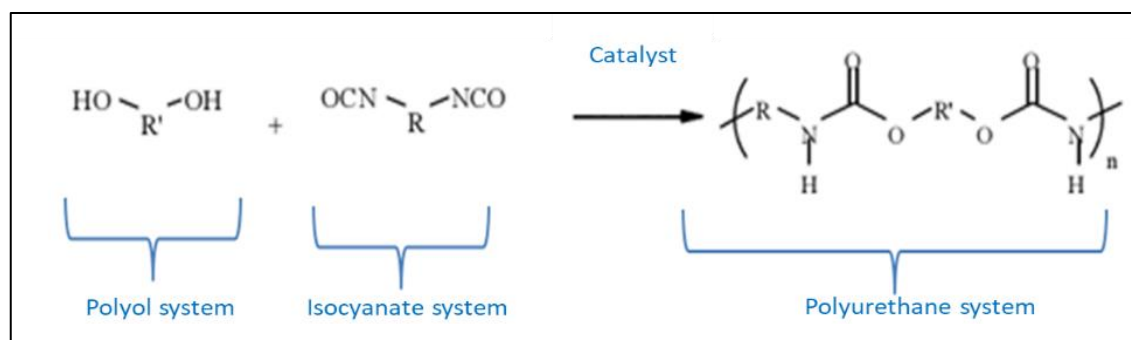 Catalyst
HO OH
R'
+
OCN NCO
R
O O
R N O R' O N n
H H
Polyol system
Isocyanate system
Polyurethane system